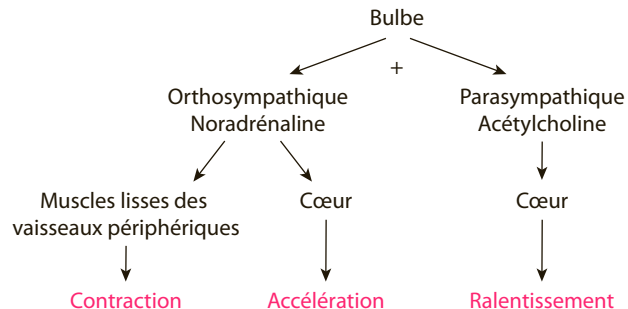 Bulbe
+
Orthosympathique
Noradrénaline
Parasympathique
Acétylcholine
Muscles lisses des
vaisseaux périphériques
Cœur
Cœur
Contraction
Accélération
Ralentissement